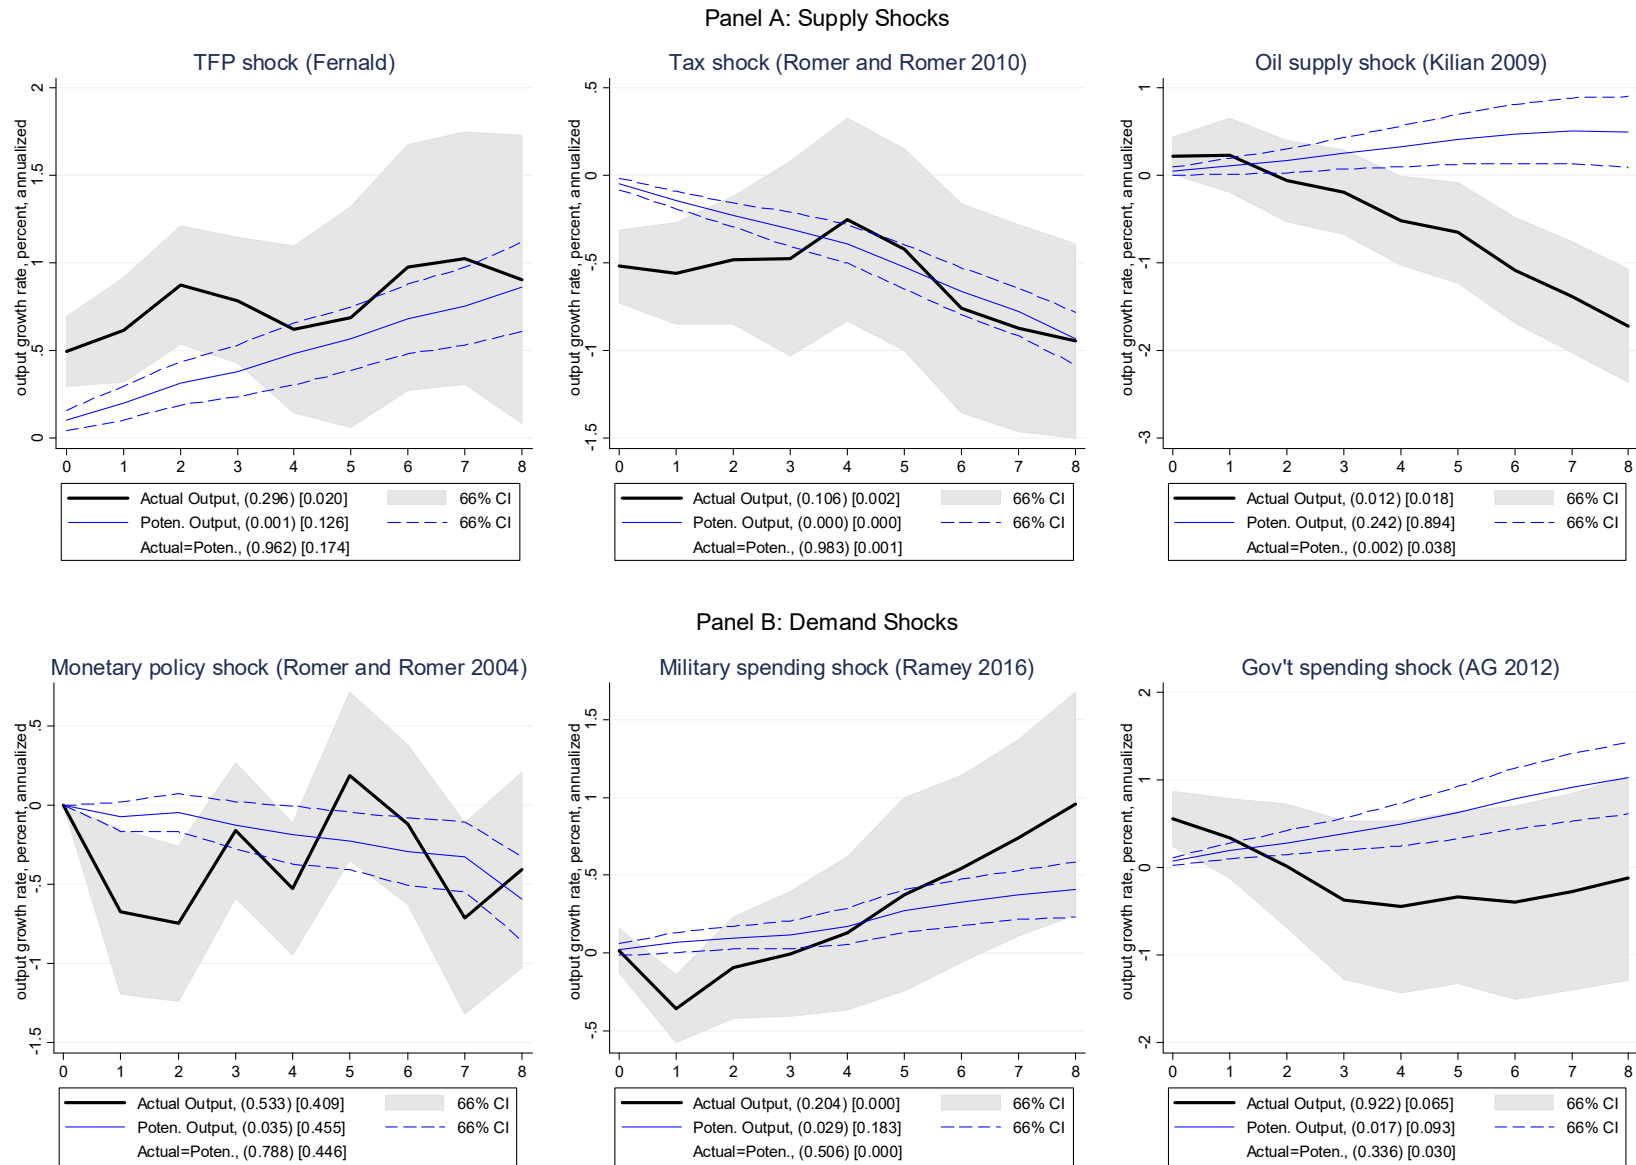 Panel A: Supply Shocks
TFP shock (Fernald)
output growth rate, percent, annualized
2
1.5
1
.5
0
0 1 2 3 4 5 6 7 8
Actual Output, (0.296) [0.020] 66% CI
Poten. Output, (0.001) [0.126] 66% CI
Actual=Poten., (0.962) [0.174]
Tax shock (Romer and Romer 2010)
output growth rate, percent, annualized
.5
0
-.5
-1
-1.5
0 1 2 3 4 5 6 7 8
Actual Output, (0.106) [0.002] 66% CI
Poten. Output, (0.000) [0.000] 66% CI
Actual=Poten., (0.983) [0.001]
Oil supply shock (Kilian 2009)
output growth rate, percent, annualized
1
0
-1
-2
-3
0 1 2 3 4 5 6 7 8
Actual Output, (0.012) [0.018] 66% CI
Poten. Output, (0.242) [0.894] 66% CI
Actual=Poten., (0.002) [0.038]
Panel B: Demand Shocks
Monetary policy shock (Romer and Romer 2004)
output growth rate, percent, annualized
.5
0
-.5
-1
-1.5
0 1 2 3 4 5 6 7 8
Actual Output, (0.533) [0.409] 66% CI
Poten. Output, (0.035) [0.455] 66% CI
Actual=Poten., (0.788) [0.446]
Military spending shock (Ramey 2016)
output growth rate, percent, annualized
1.5
1
.5
0
-.5
0 1 2 3 4 5 6 7 8
Actual Output, (0.204) [0.000] 66% CI
Poten. Output, (0.029) [0.183] 66% CI
Actual=Poten., (0.506) [0.000]
Gov't spending shock (AG 2012)
output growth rate, percent, annualized
2
1
0
-1
-2
0 1 2 3 4 5 6 7 8
Actual Output, (0.922) [0.065] 66% CI
Poten. Output, (0.017) [0.093] 66% CI
Actual=Poten., (0.336) [0.030]